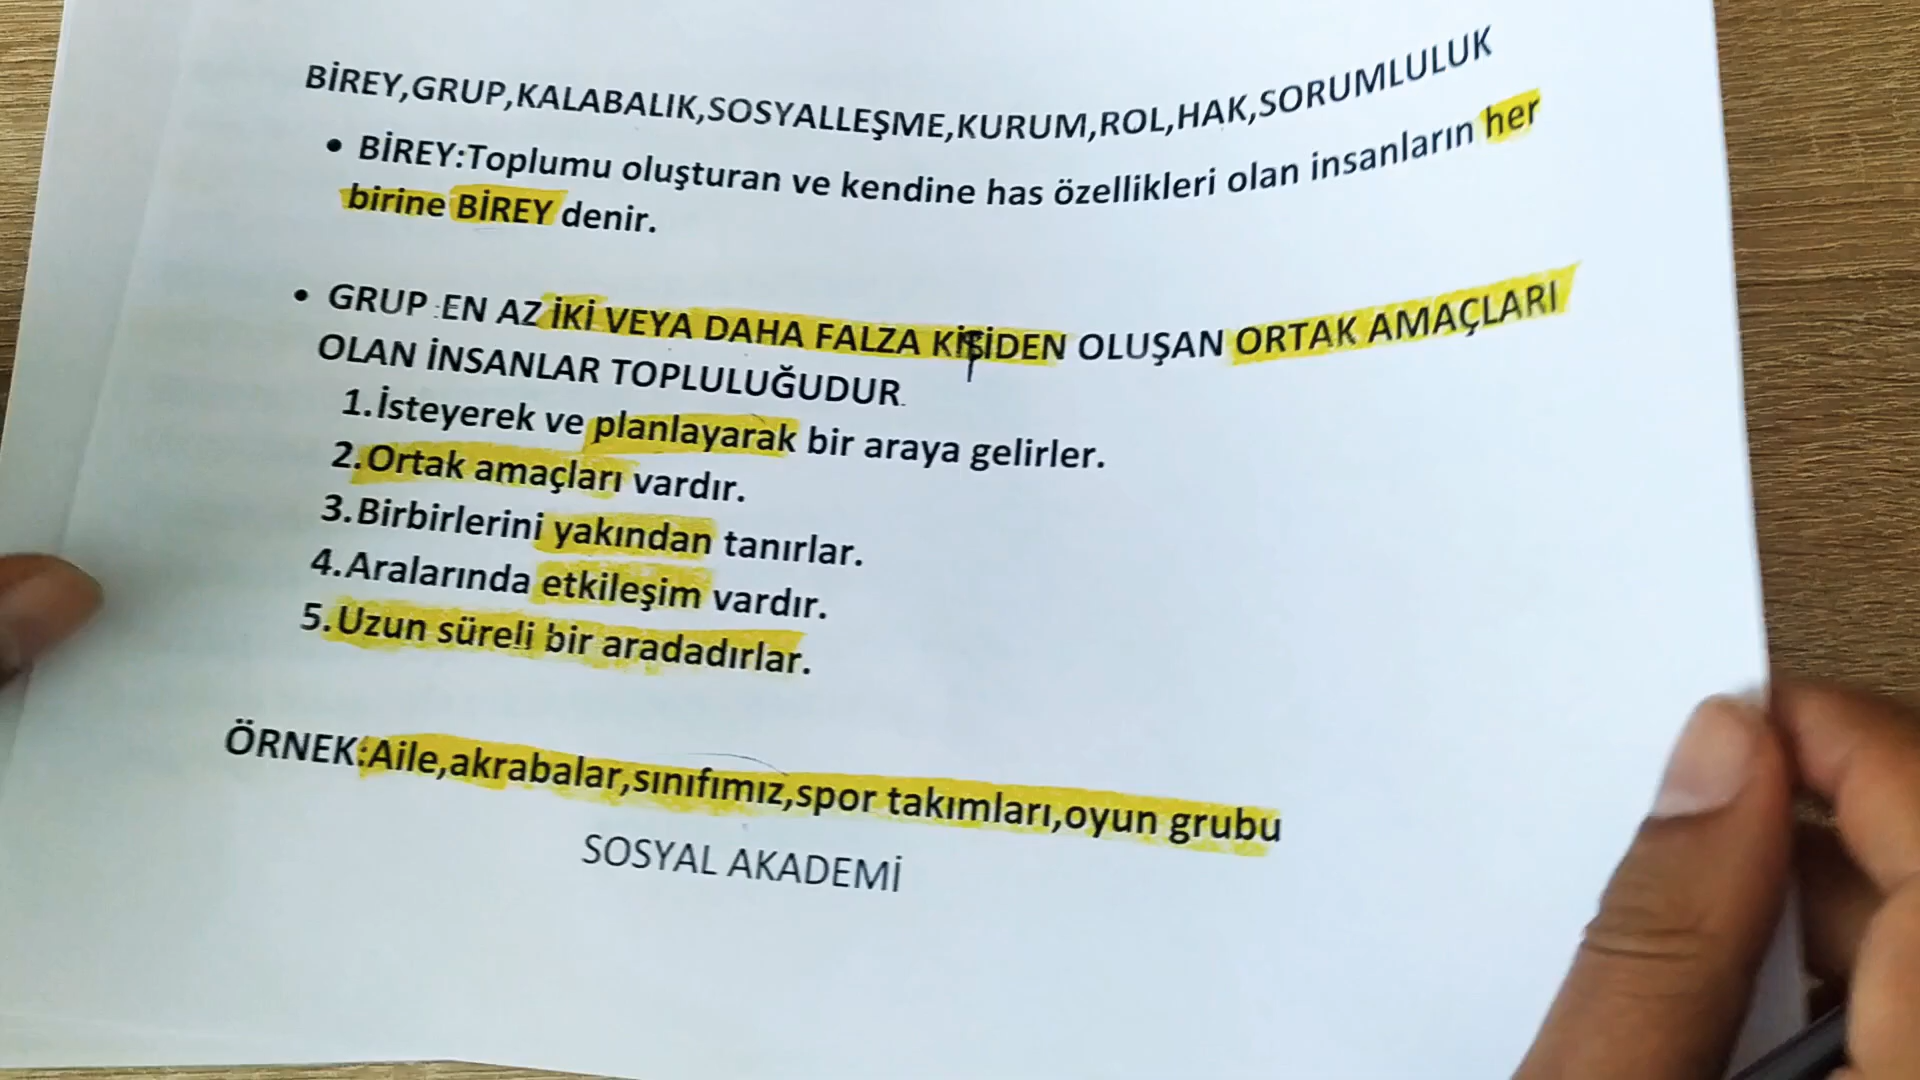 BİREY,GRUP,KALABALIK,SOSYALLEŞME,KURUM,ROL,HAK,SORUMLULUK
• BİREY:Toplumu oluşturan ve kendine has özellikleri olan insanların her
birine BİREY denir.
• GRUP :EN AZ İKİ VEYA DAHA FALZA KİŞİDEN OLUŞAN ORTAK AMAÇLARI
OLAN İNSANLAR TOPLULUĞUDUR.
1.İsteyerek ve planlayarak bir araya gelirler.
2.Ortak amaçları vardır.
3.Birbirlerini yakından tanırlar.
4.Aralarında etkileşim vardır.
5.Uzun süreli bir aradadırlar.
ÖRNEK:Aile,akrabalar,sınıfımız,spor takımları,oyun grubu
SOSYAL AKADEMİ